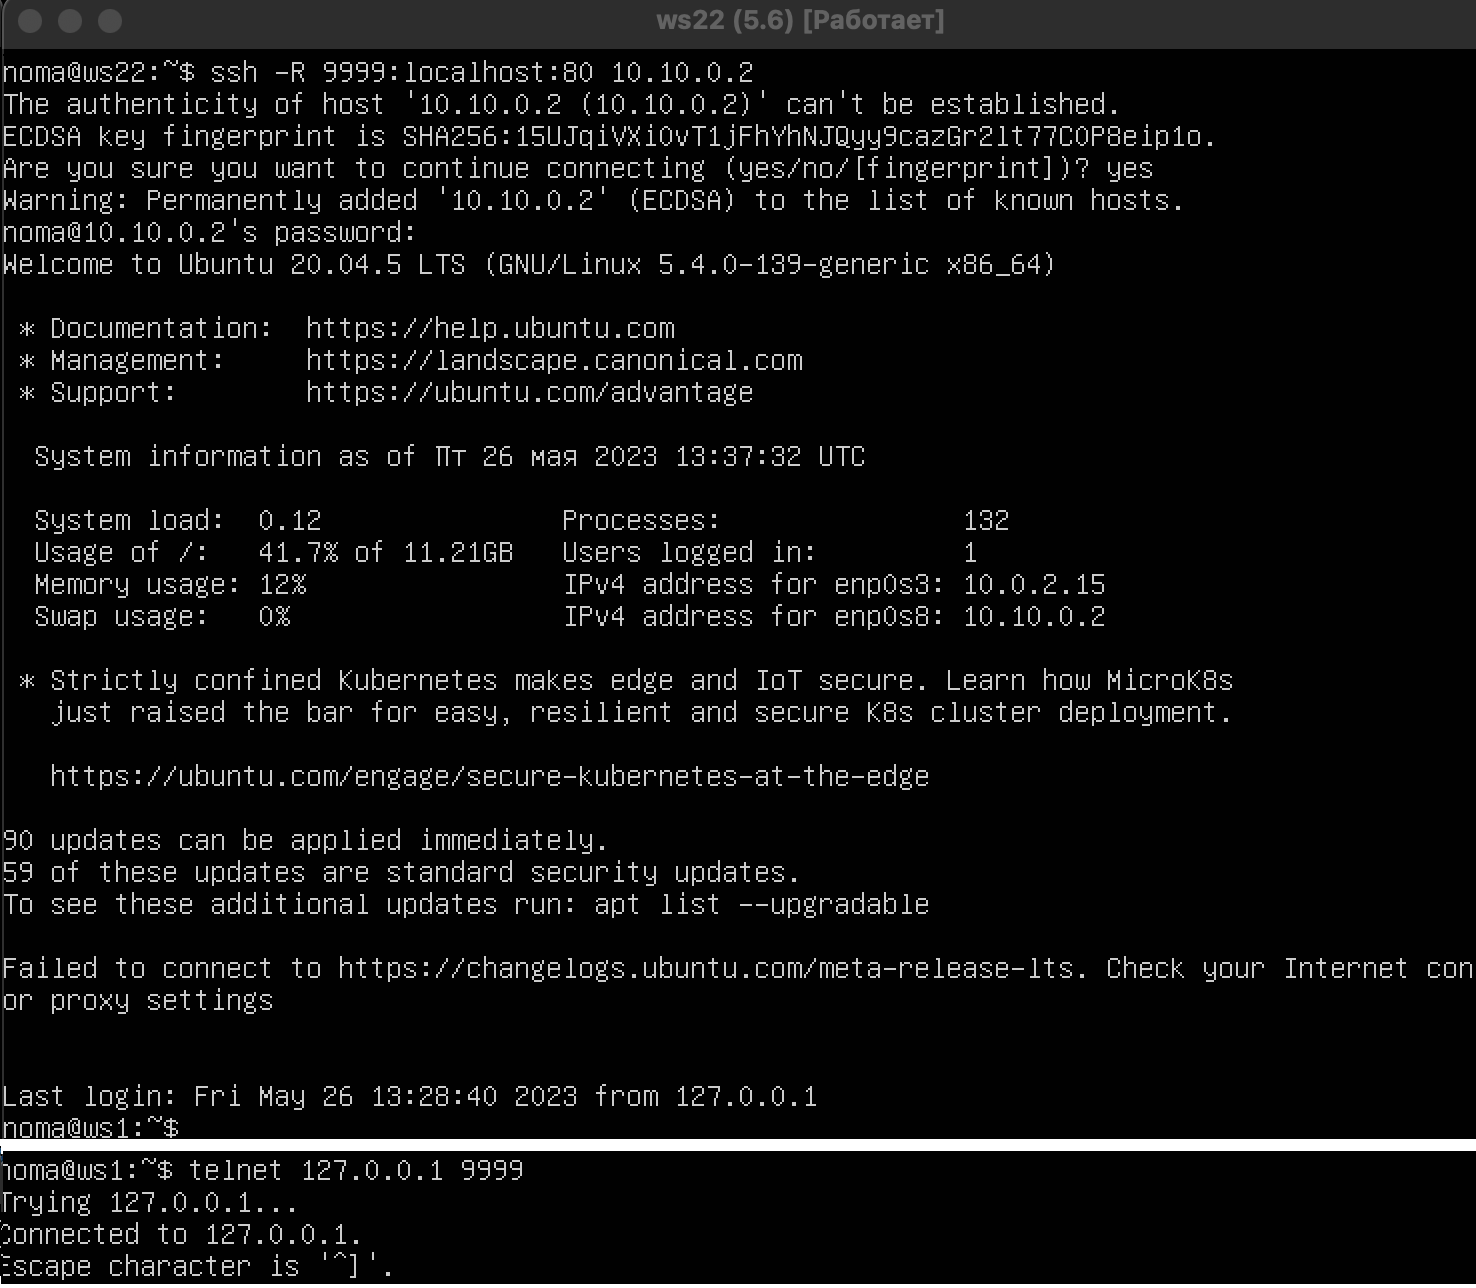 ws22 (5.6) [Работает]
noma@ws22:~$ ssh -R 9999:localhost:80 10.10.0.2
The authenticity of host '10.10.0.2 (10.10.0.2)' can't be established.
ECDSA key fingerprint is SHA256:15UJqiVXi0vT1jFhYhNJQyy9cazGr2lt77C0P8eip1o.
Are you sure you want to continue connecting (yes/no/[fingerprint])? yes
Warning: Permanently added '10.10.0.2' (ECDSA) to the list of known hosts.
noma@10.10.0.2's password:
Welcome to Ubuntu 20.04.5 LTS (GNU/Linux 5.4.0-139-generic x86_64)
* Documentation:  https://help.ubuntu.com
* Management:     https://landscape.canonical.com
* Support:        https://ubuntu.com/advantage
System information as of Пт 26 мая 2023 13:37:32 UTC
System load:  0.12               Processes:               132
Usage of /:   41.7% of 11.21GB   Users logged in:         1
Memory usage: 12%                IPv4 address for enp0s3: 10.0.2.15
Swap usage:   0%                 IPv4 address for enp0s8: 10.10.0.2
* Strictly confined Kubernetes makes edge and IoT secure. Learn how MicroK8s
just raised the bar for easy, resilient and secure K8s cluster deployment.
https://ubuntu.com/engage/secure-kubernetes-at-the-edge
90 updates can be applied immediately.
59 of these updates are standard security updates.
To see these additional updates run: apt list --upgradable
Failed to connect to https://changelogs.ubuntu.com/meta-release-lts. Check your Internet con
or proxy settings
Last login: Fri May 26 13:28:40 2023 from 127.0.0.1
noma@ws1:~$
noma@ws1:~$ telnet 127.0.0.1 9999
Trying 127.0.0.1...
Connected to 127.0.0.1.
Escape character is '^]'.